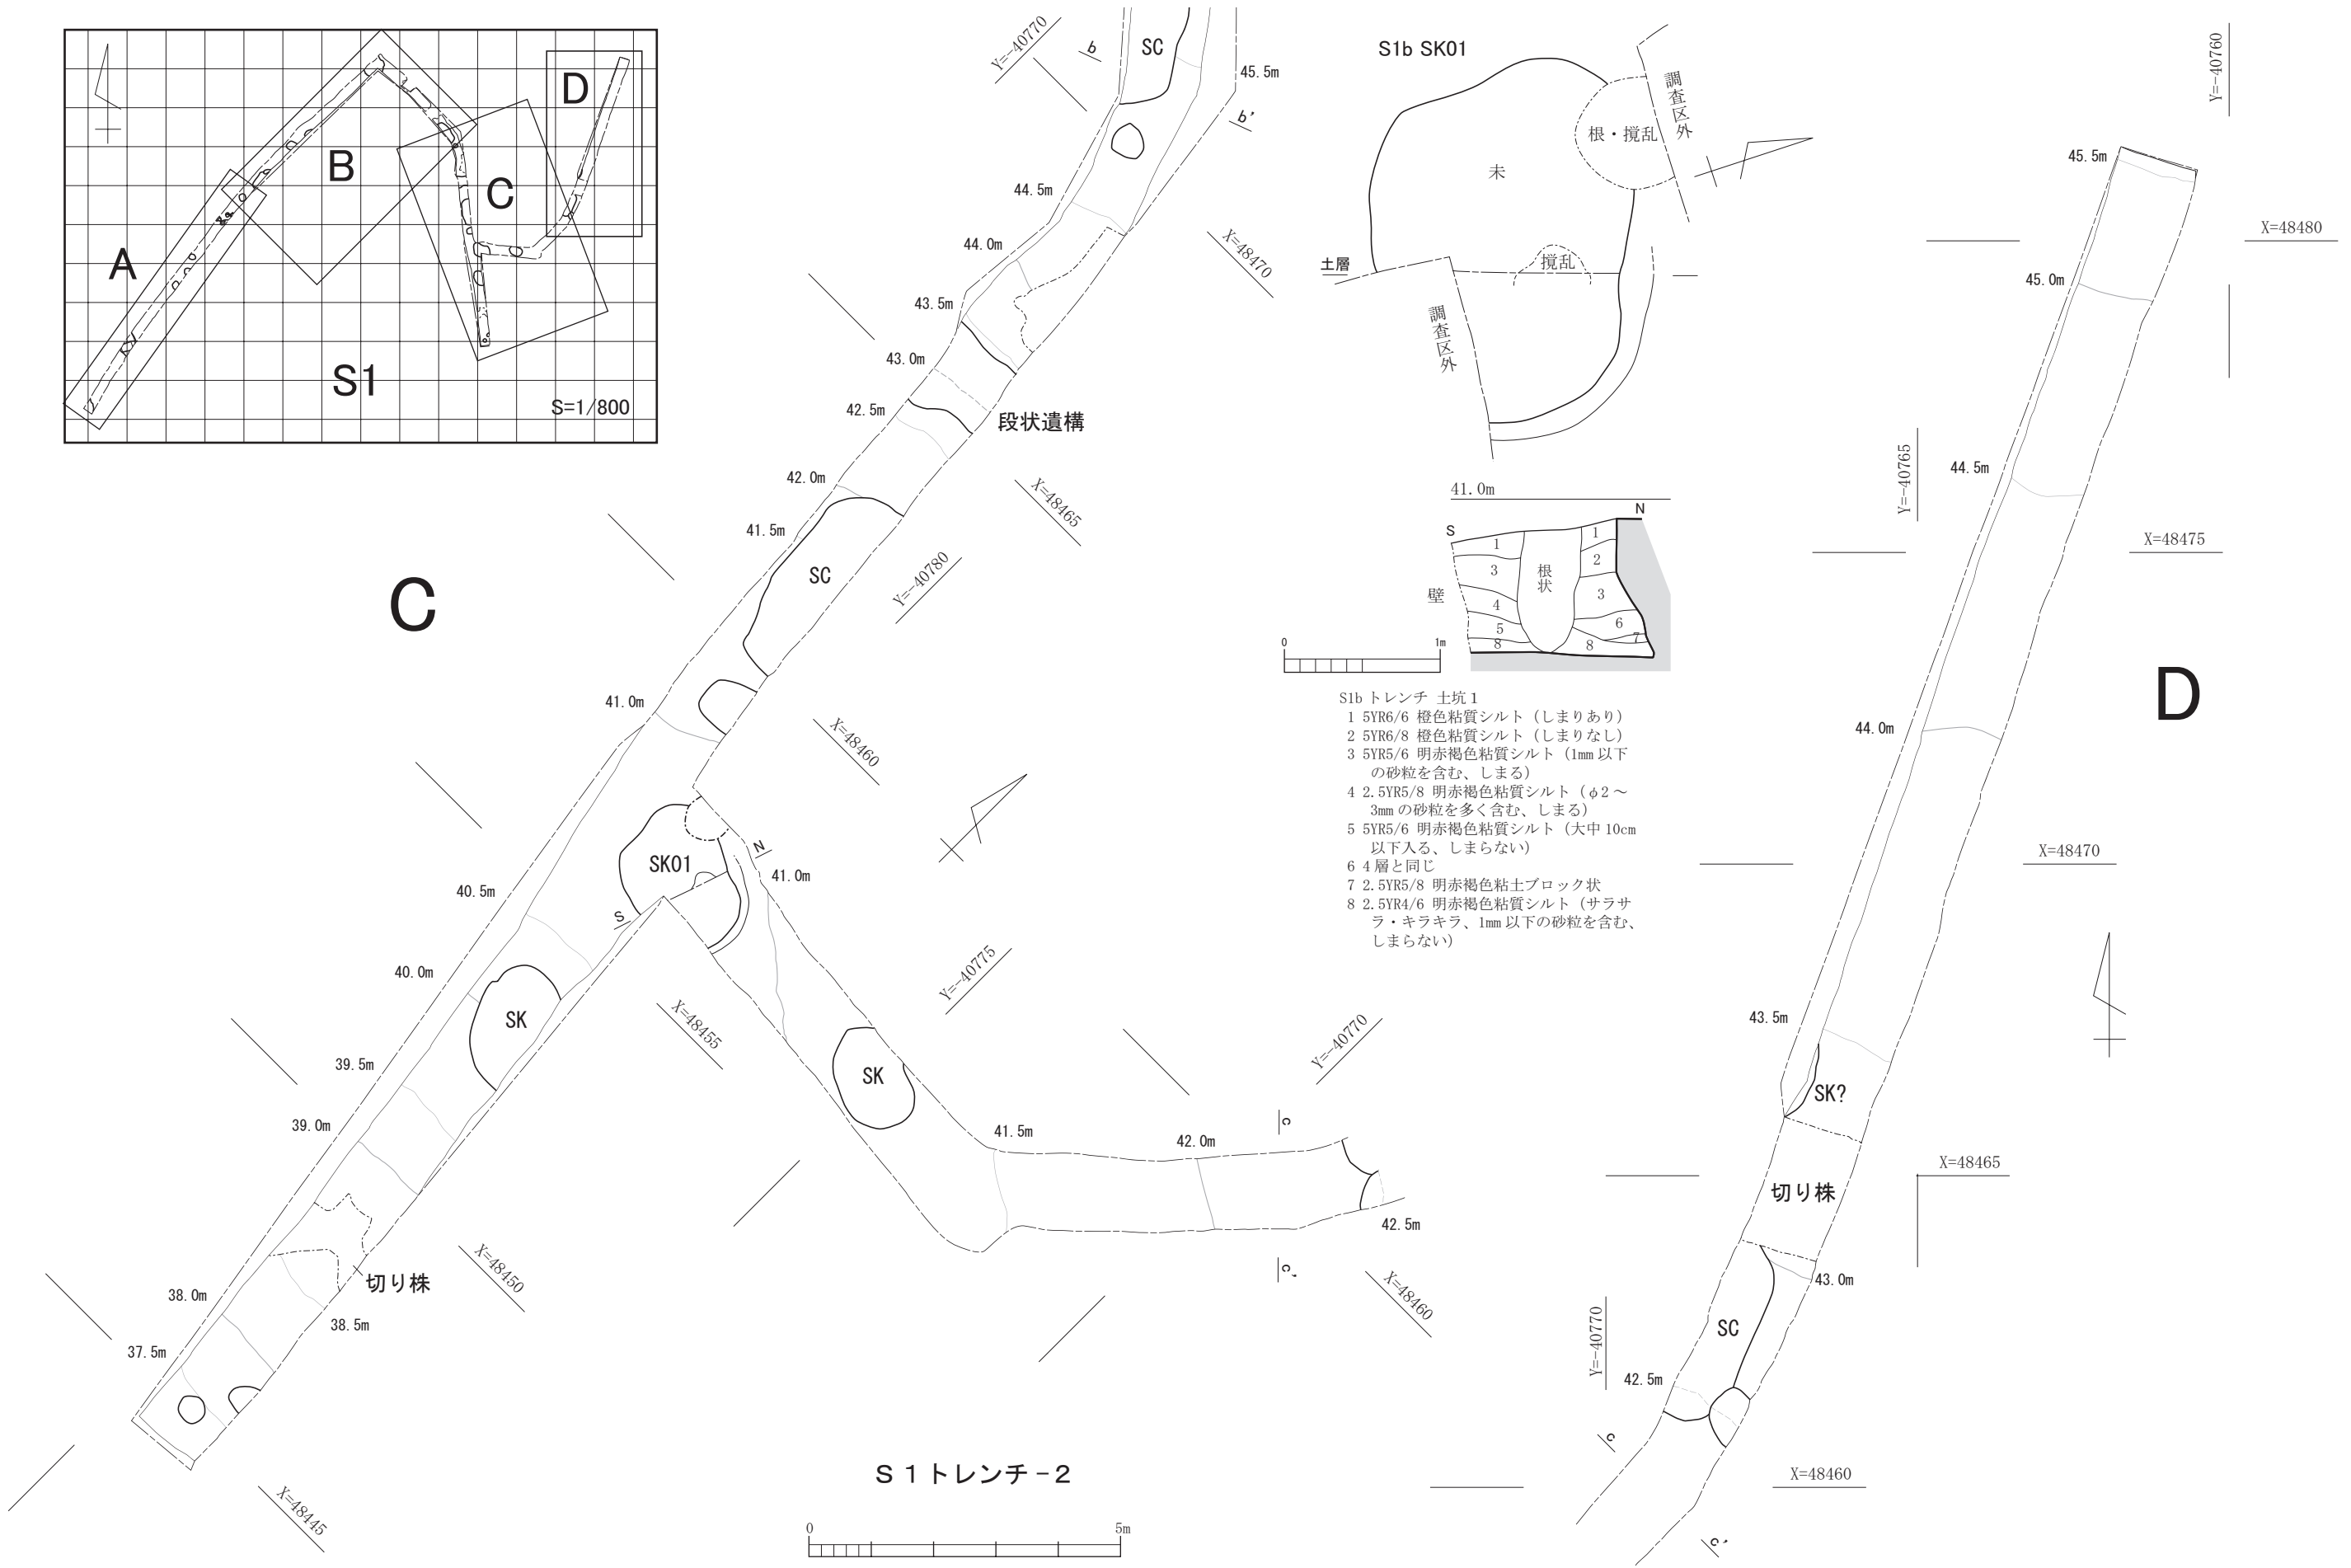 A
B
C
D
S1
S=1/800
C
Y=-40770
b
SC
45.5m
b'
44.5m
44.0m
X=48470
43.5m
43.0m
42.5m
段状遺構
42.0m
X=48465
41.5m
SC
Y=-40780
41.0m
X=48460
SK01
N
S
41.0m
40.5m
40.0m
SK
Y=-40775
X=48455
SK
39.5m
39.0m
Y=-40770
c
41.5m
42.0m
42.5m
c'
X=48460
切り株
X=48450
38.0m
38.5m
37.5m
X=48445
S1トレンチ-2
0 5m
S1b SK01
調査区外
根・撹乱
未
土層
撹乱
調査区外
41.0m
S
N
1
3
4
5
8
根状
1
2
3
6
7
8
壁
0 1m
S1b トレンチ 土坑1
1 5YR6/6 橙色粘質シルト（しまりあり）
2 5YR6/8 橙色粘質シルト（しまりなし）
3 5YR5/6 明赤褐色粘質シルト（1mm 以下
の砂粒を含む、しまる）
4 2.5YR5/8 明赤褐色粘質シルト（φ2～
3mm の砂粒を多く含む、しまる）
5 5YR5/6 明赤褐色粘質シルト（大中 10cm
以下入る、しまらない）
6 4層と同じ
7 2.5YR5/8 明赤褐色粘土ブロック状
8 2.5YR4/6 明赤褐色粘質シルト（サラサ
ラ・キラキラ、1mm 以下の砂粒を含む、
しまらない）
D
Y=-40760
45.5m
X=48480
45.0m
Y=-40765
44.5m
X=48475
44.0m
X=48470
43.5m
SK?
X=48465
切り株
43.0m
Y=-40770
SC
42.5m
c
X=48460
c'